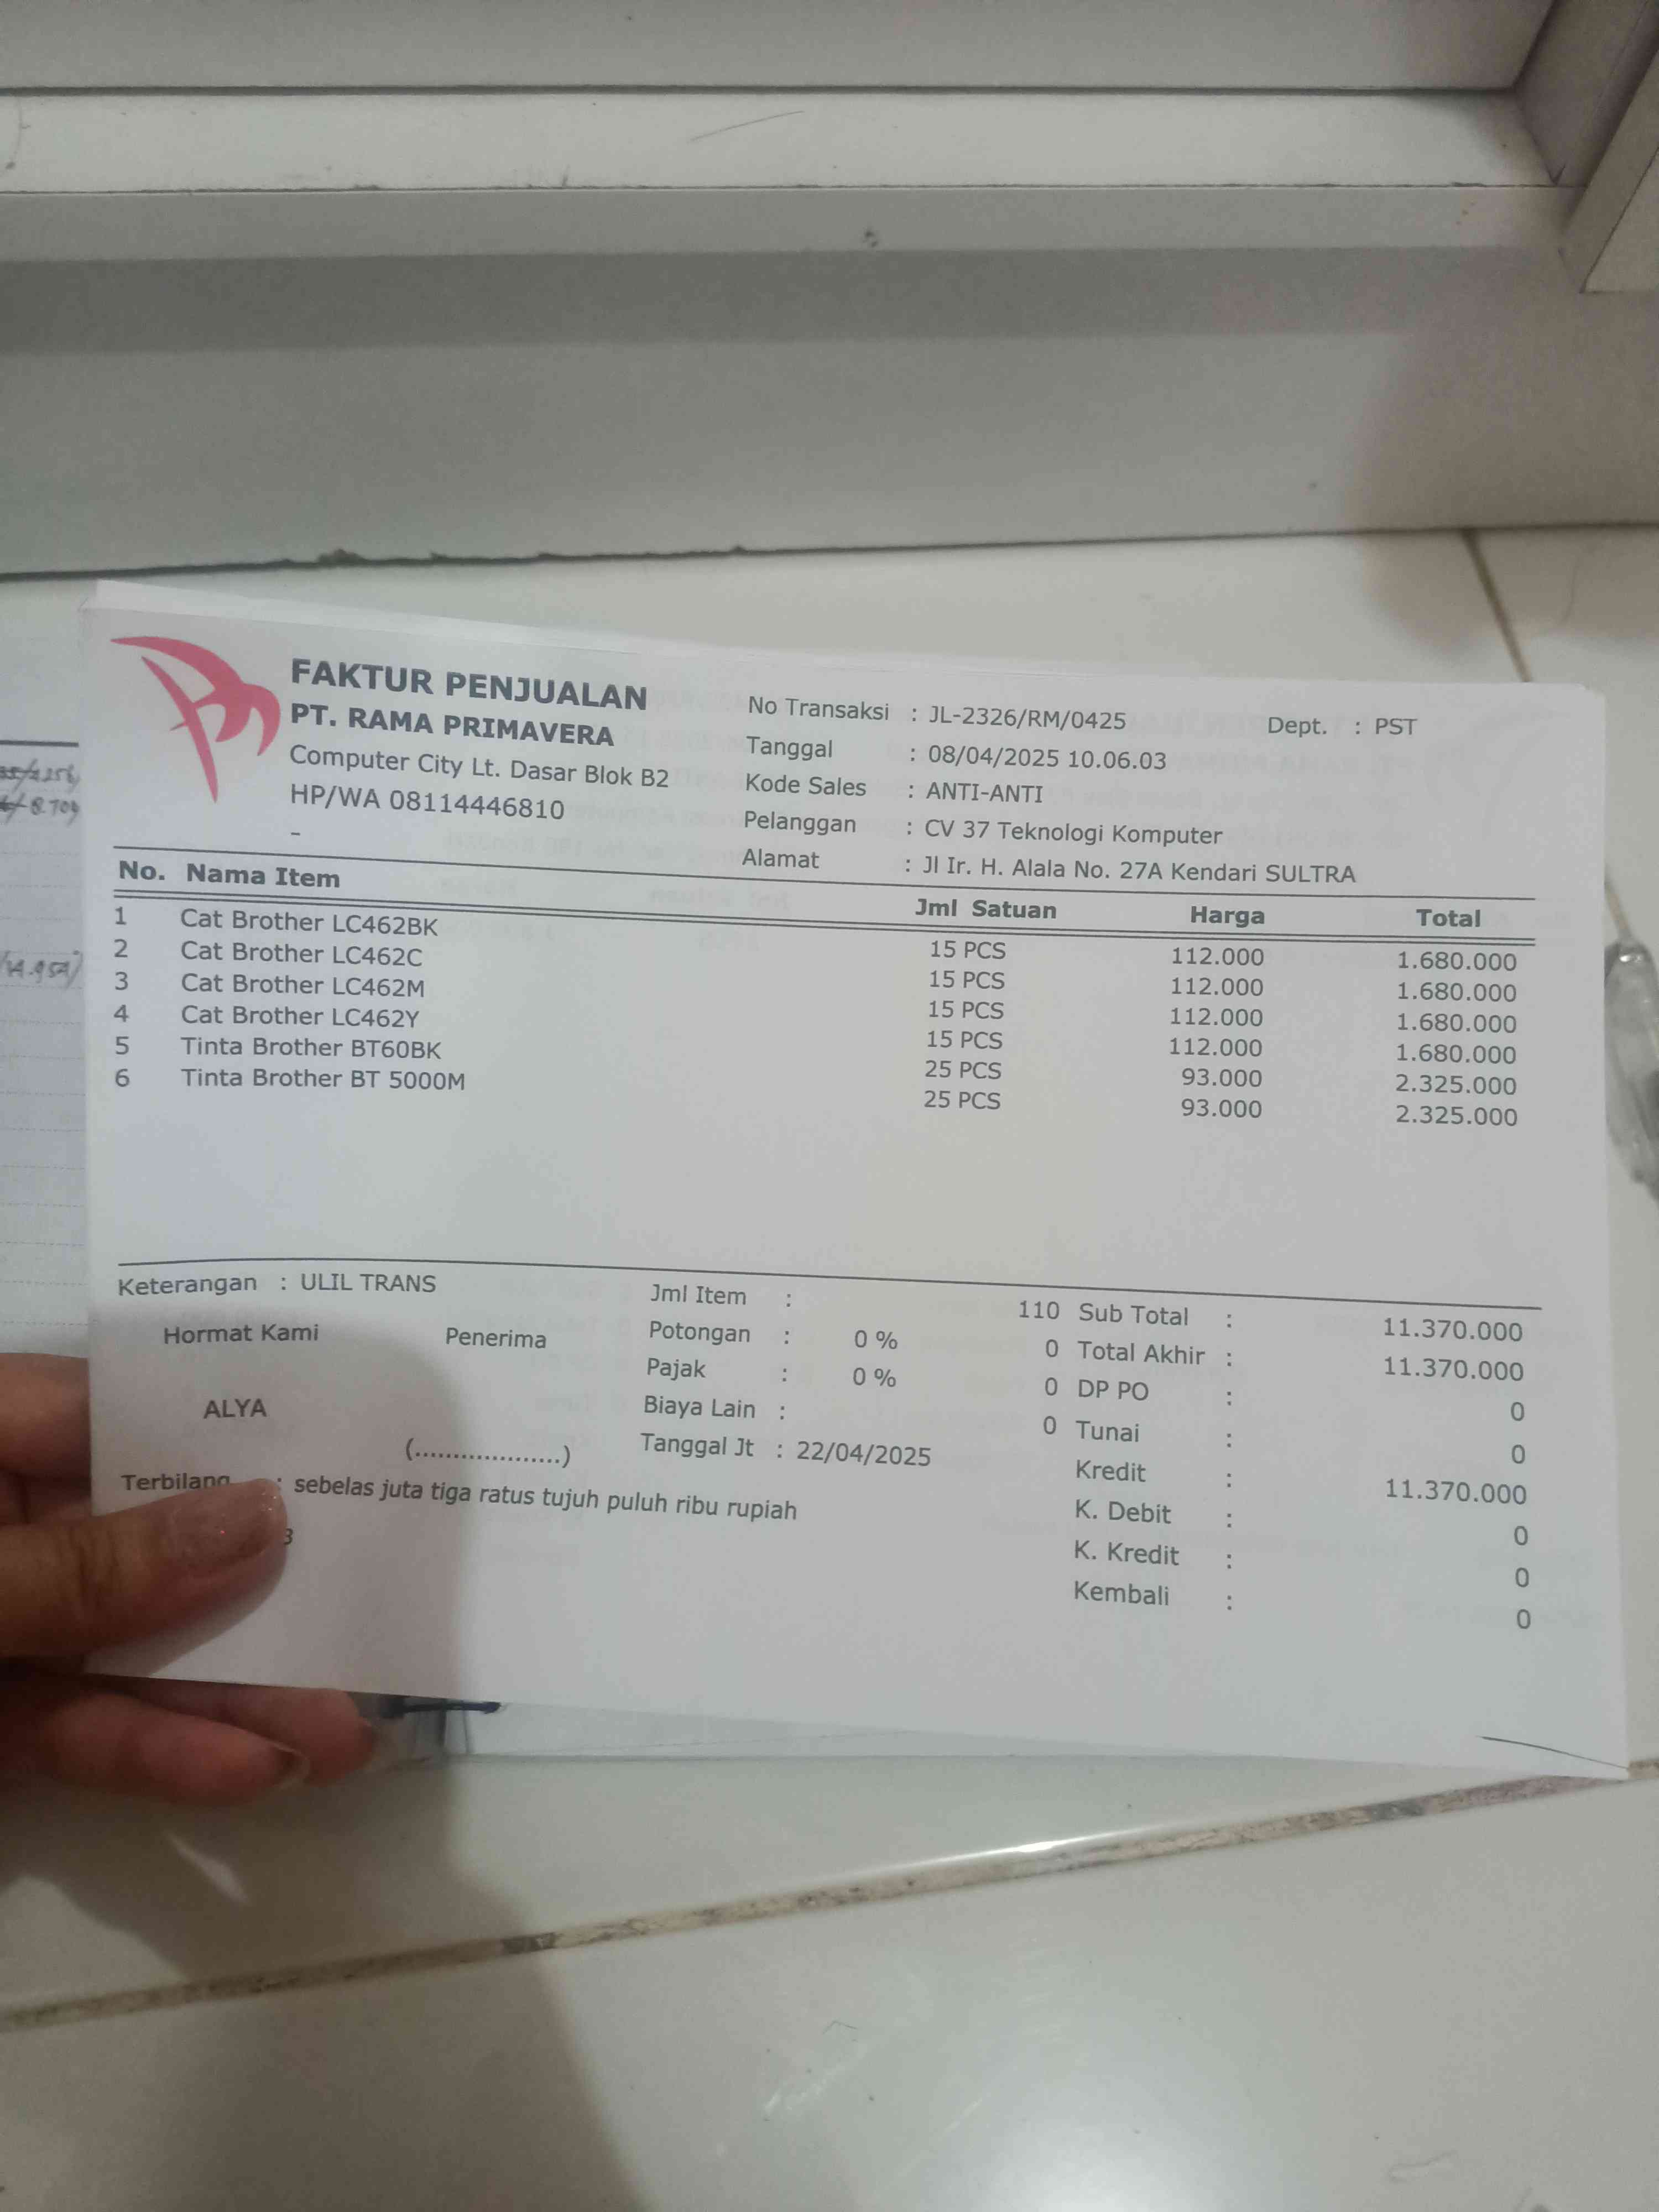 FAKTUR PENJUALAN
PT. RAMA PRIMAVERA
Computer City Lt. Dasar Blok B2
HP/WA 08114446810
-
No Transaksi : JL-2326/RM/0425 Dept. : PST
Tanggal : 08/04/2025 10.06.03
Kode Sales : ANTI-ANTI
Pelanggan : CV 37 Teknologi Komputer
Alamat : Jl Ir. H. Alala No. 27A Kendari SULTRA
No. Nama Item Jml Satuan Harga Total
1 Cat Brother LC462BK 15 PCS 112.000 1.680.000
2 Cat Brother LC462C 15 PCS 112.000 1.680.000
3 Cat Brother LC462M 15 PCS 112.000 1.680.000
4 Cat Brother LC462Y 15 PCS 112.000 1.680.000
5 Tinta Brother BT60BK 25 PCS 93.000 2.325.000
6 Tinta Brother BT 5000M 25 PCS 93.000 2.325.000
Keterangan : ULIL TRANS
Hormat Kami Penerima
ALYA
(...................)
Jml Item : 110
Potongan : 0 % 0
Pajak : 0 % 0
Biaya Lain : 0
Tanggal Jt : 22/04/2025
Sub Total : 11.370.000
Total Akhir : 11.370.000
DP PO : 0
Tunai : 0
Kredit : 11.370.000
K. Debit : 0
K. Kredit : 0
Kembali : 0
Terbilang : sebelas juta tiga ratus tujuh puluh ribu rupiah